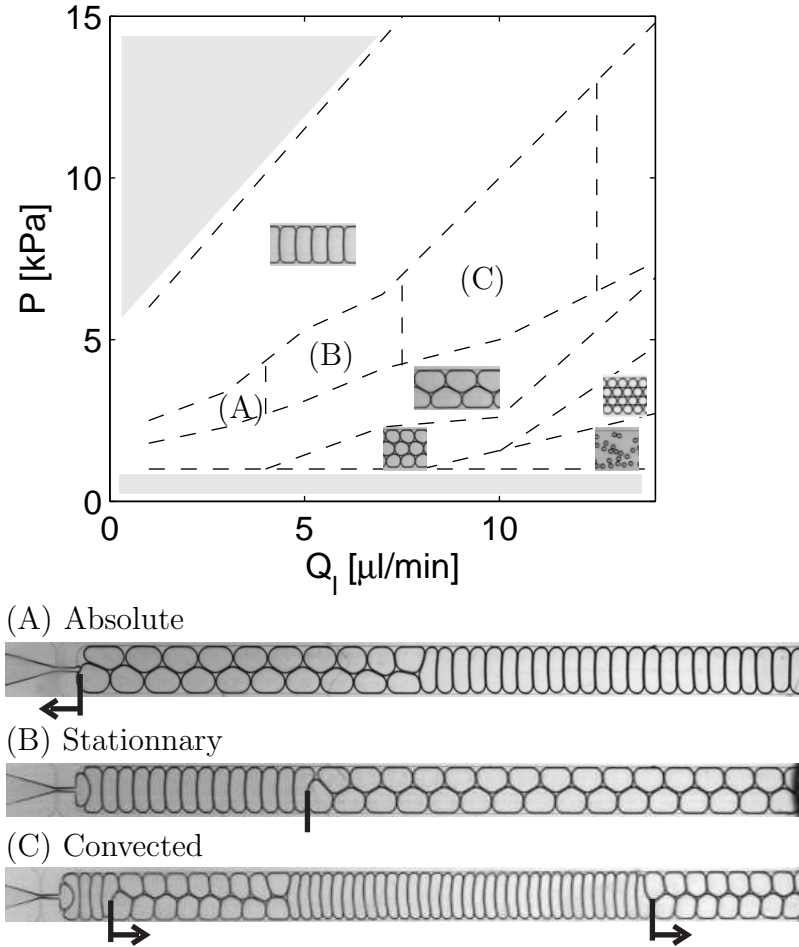 15
10
5
0
0
5
10
P [kPa]
Q_l [μl/min]
(C)
(B)
(A)
(A) Absolute
(B) Stationnary
(C) Convected